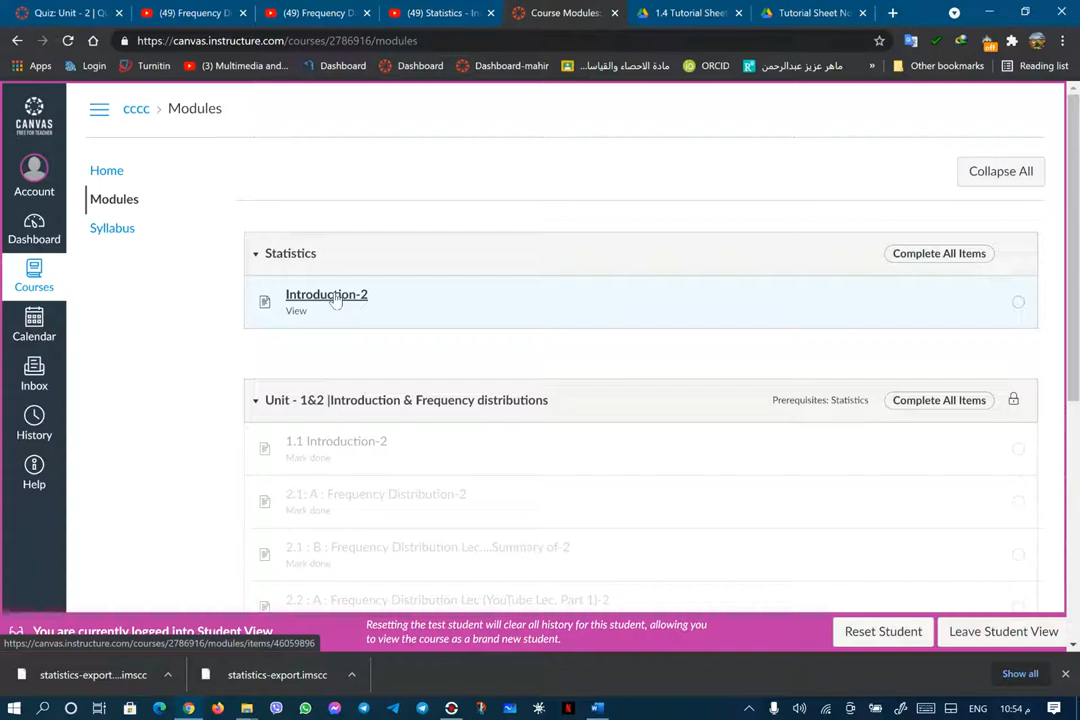 Quiz: Unit - 2 | Qu
(49) Frequency D
(49) Frequency D
(49) Statistics - In
Course Modules:
1.4 Tutorial Sheet
Tutorial Sheet No
https://canvas.instructure.com/courses/2786916/modules
off
Apps
Login
Turnitin
(3) Multimedia and...
Dashboard
Dashboard
Dashboard-mahir
مادة الاحصاء والقياسا...
ORCID
ماهر عزيز عبدالرحمن
»
Other bookmarks
Reading list
CANVAS
FREE FOR TEACHER
Account
Dashboard
Courses
Calendar
Inbox
History
Help
cccc > Modules
Home
Modules
Syllabus
Collapse All
Statistics
Complete All Items
Introduction-2
View
Unit - 1&2 |Introduction & Frequency distributions
Prerequisites: Statistics
Complete All Items
1.1 Introduction-2
Mark done
2.1: A : Frequency Distribution-2
Mark done
2.1 : B : Frequency Distribution Lec....Summary of-2
Mark done
2.2 : A : Frequency Distribution Lec (YouTube Lec. Part 1)-2
You are currently logged into Student View
Resetting the test student will clear all history for this student, allowing you
to view the course as a brand new student.
Reset Student
Leave Student View
https://canvas.instructure.com/courses/2786916/modules/items/46059896
statistics-export....imscc
statistics-export.imscc
Show all
ENG
10:54 م